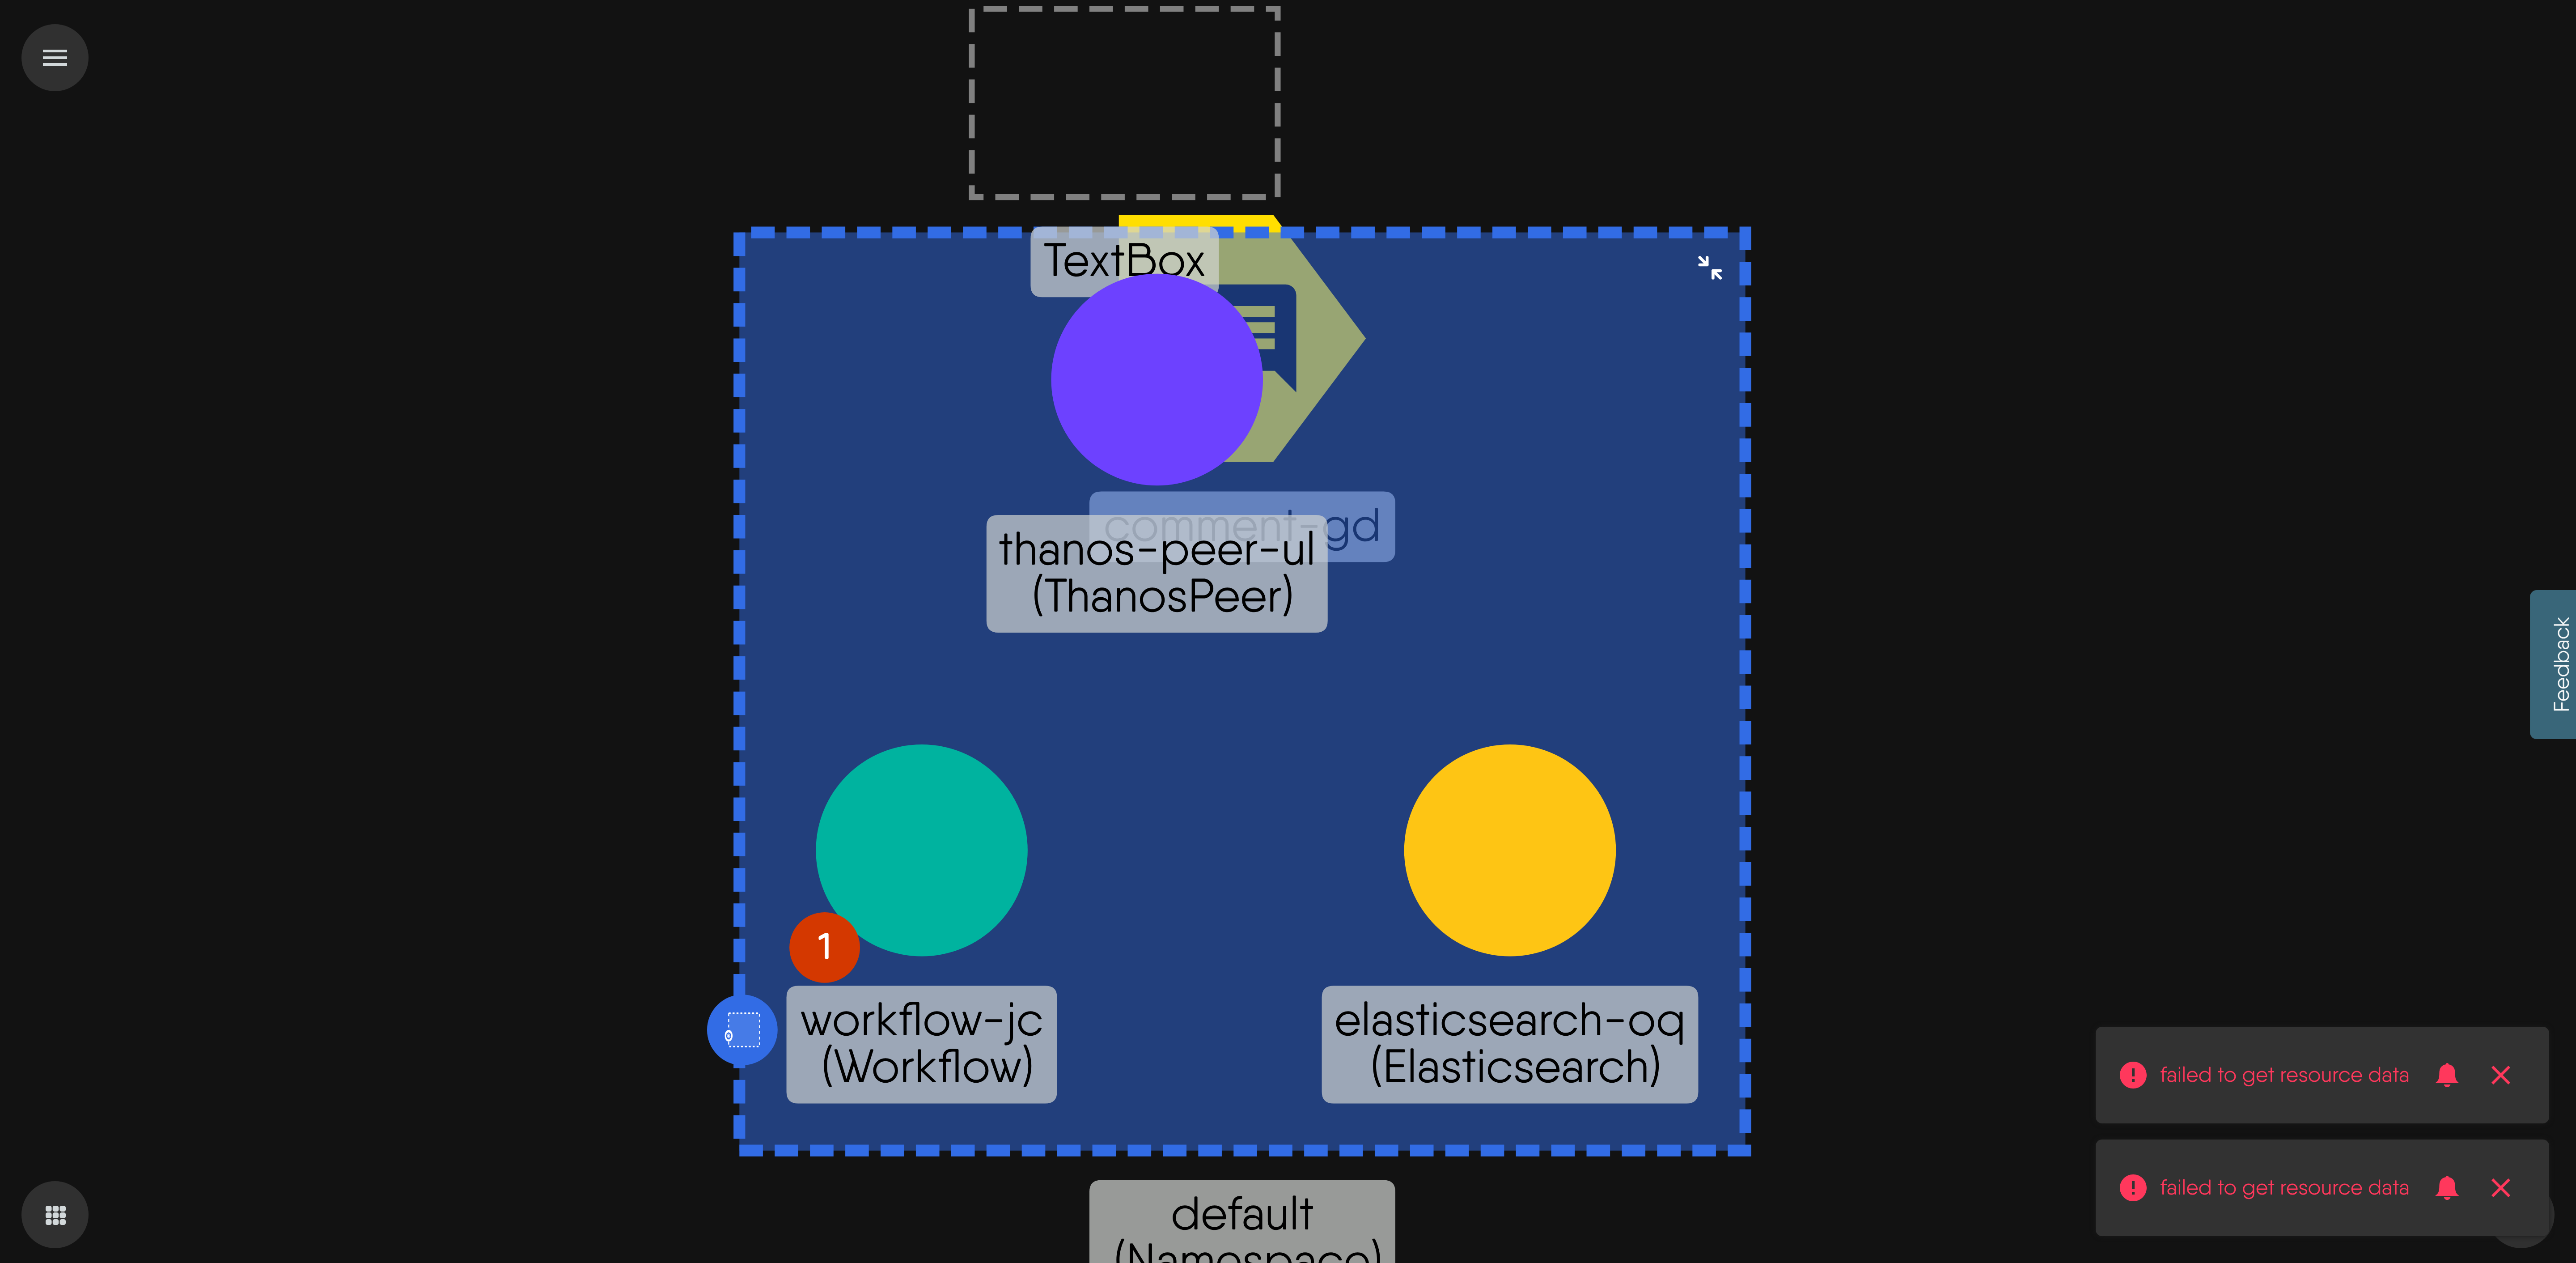 TextBox
comment-gd
thanos-peer-ul
(ThanosPeer)
1
workflow-jc
(Workflow)
elasticsearch-oq
(Elasticsearch)
default
(Namespace)
Feedback
failed to get resource data
failed to get resource data